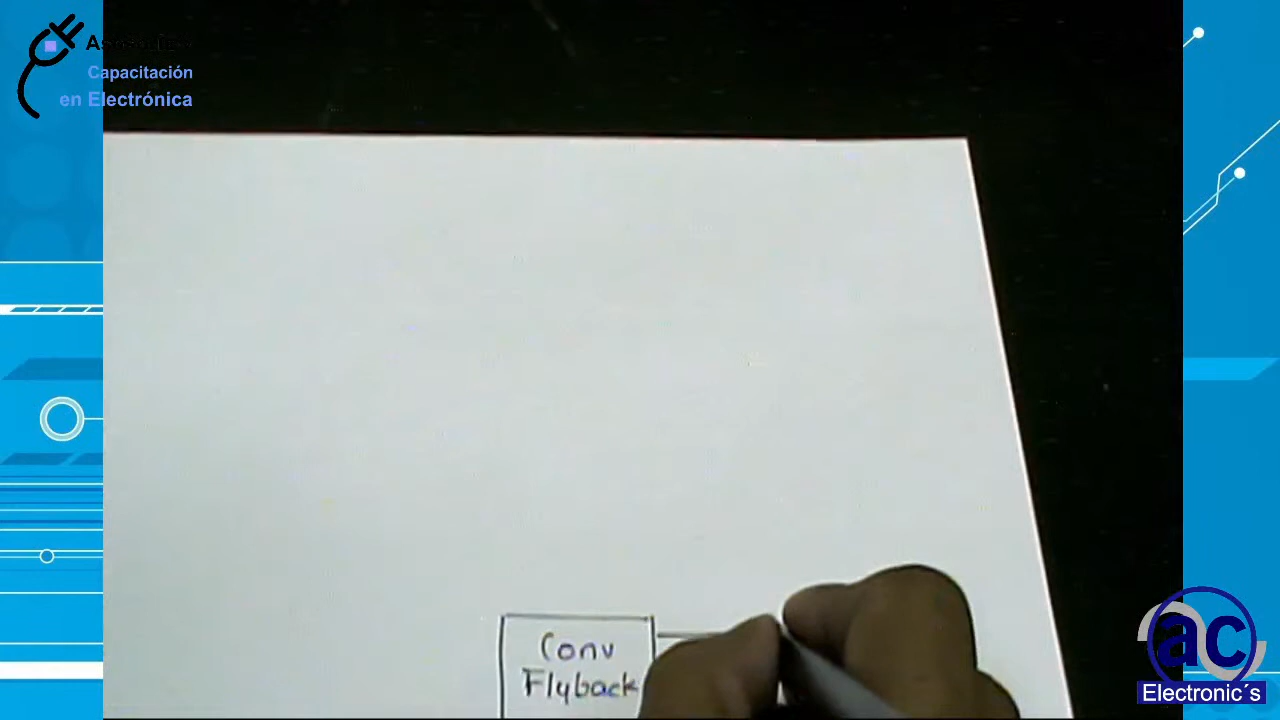 Capacitación
en Electrónica
Conv
Flyback
ac
Electronic´s